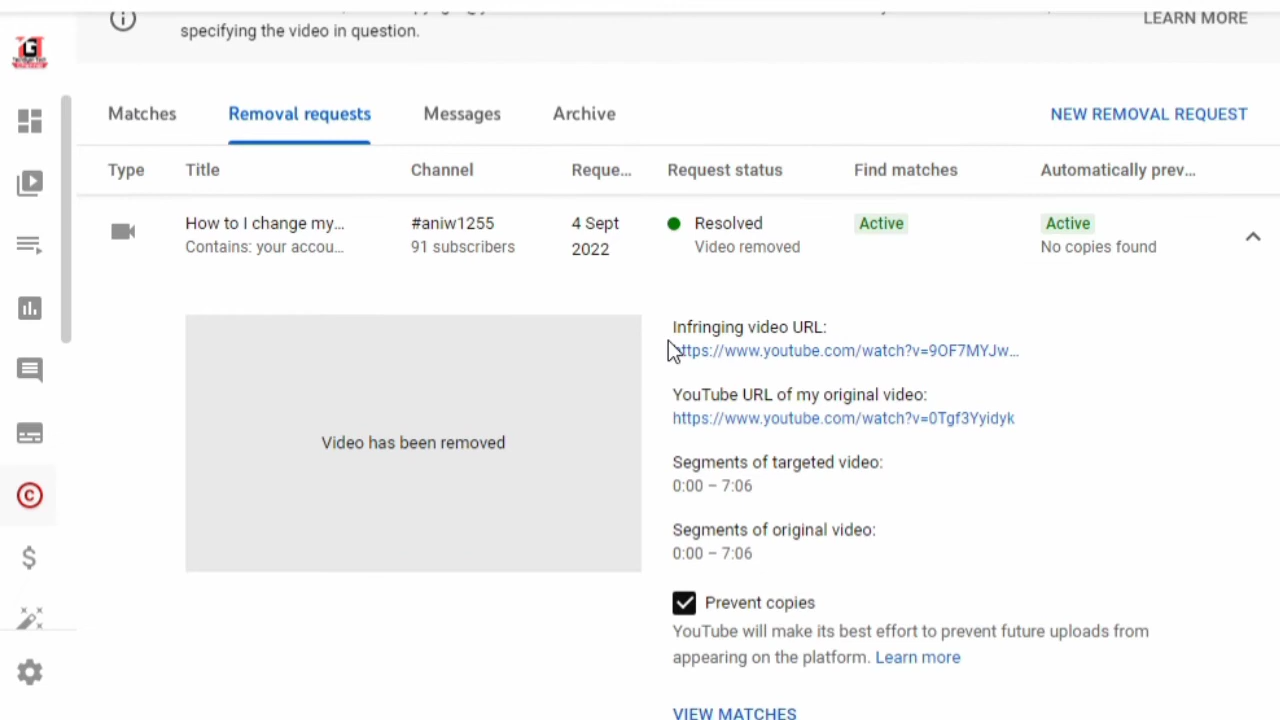 specifying the video in question.
LEARN MORE
Matches Removal requests Messages Archive NEW REMOVAL REQUEST
Type Title Channel Reque... Request status Find matches Automatically prev...
How to I change my... #aniw1255 4 Sept Resolved Active Active
Contains: your accou... 91 subscribers 2022 Video removed No copies found
Infringing video URL:
https://www.youtube.com/watch?v=9OF7MYJw...
YouTube URL of my original video:
https://www.youtube.com/watch?v=0Tgf3Yyidyk
Video has been removed
Segments of targeted video:
0:00 – 7:06
Segments of original video:
0:00 – 7:06
Prevent copies
YouTube will make its best effort to prevent future uploads from
appearing on the platform. Learn more
VIEW MATCHES